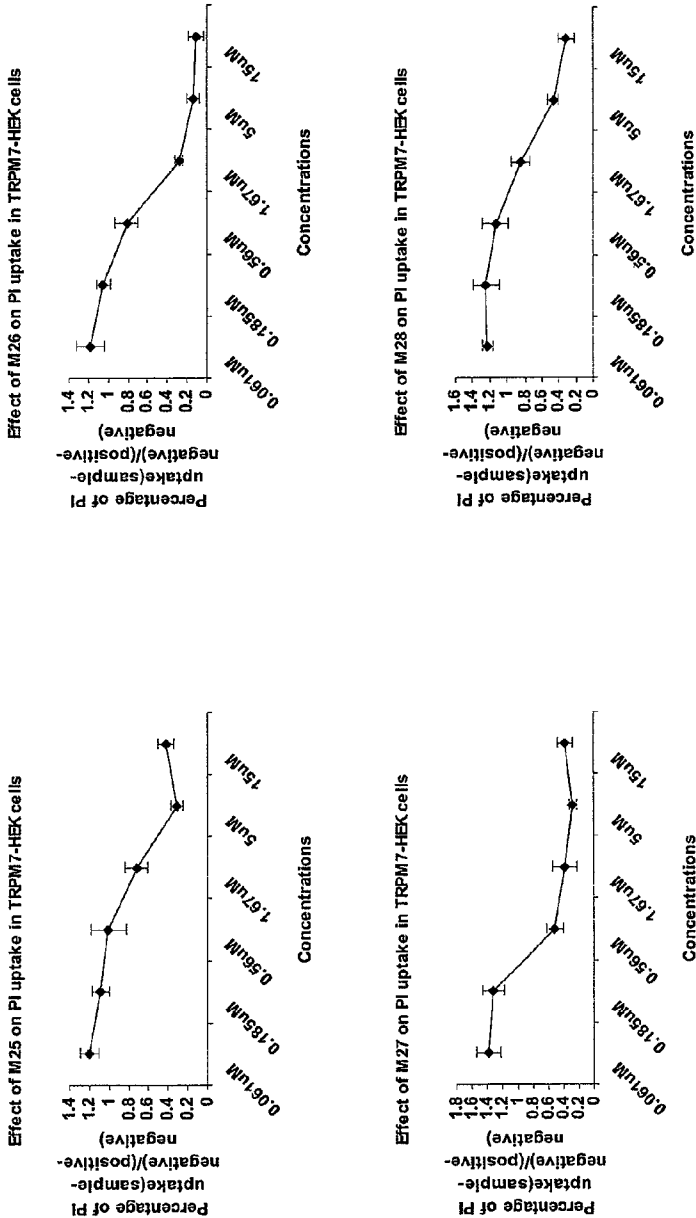 Effect of M25 on PI uptake in TRPM7-HEK cells
Percentage of PI
uptake(sample-
negative)/(positive-
negative)
1.4
1.2
1
0.8
0.6
0.4
0.2
0
0.061uM 0.185uM 0.56uM 1.67uM 5uM 15uM
Concentrations
Effect of M26 on PI uptake in TRPM7-HEK cells
Percentage of PI
uptake(sample-
negative)/(positive-
negative)
1.4
1.2
1
0.8
0.6
0.4
0.2
0
0.061uM 0.185uM 0.56uM 1.67uM 5uM 15uM
Concentrations
Effect of M27 on PI uptake in TRPM7-HEK cells
Percentage of PI
uptake(sample-
negative)/(positive-
negative)
1.8
1.6
1.4
1.2
1
0.8
0.6
0.4
0.2
0
0.061uM 0.185uM 0.56uM 1.67uM 5uM 15uM
Concentrations
Effect of M28 on PI uptake in TRPM7-HEK cells
Percentage of PI
uptake(sample-
negative)/(positive-
negative)
1.6
1.4
1.2
1
0.8
0.6
0.4
0.2
0
0.061uM 0.185uM 0.56uM 1.67uM 5uM 15uM
Concentrations